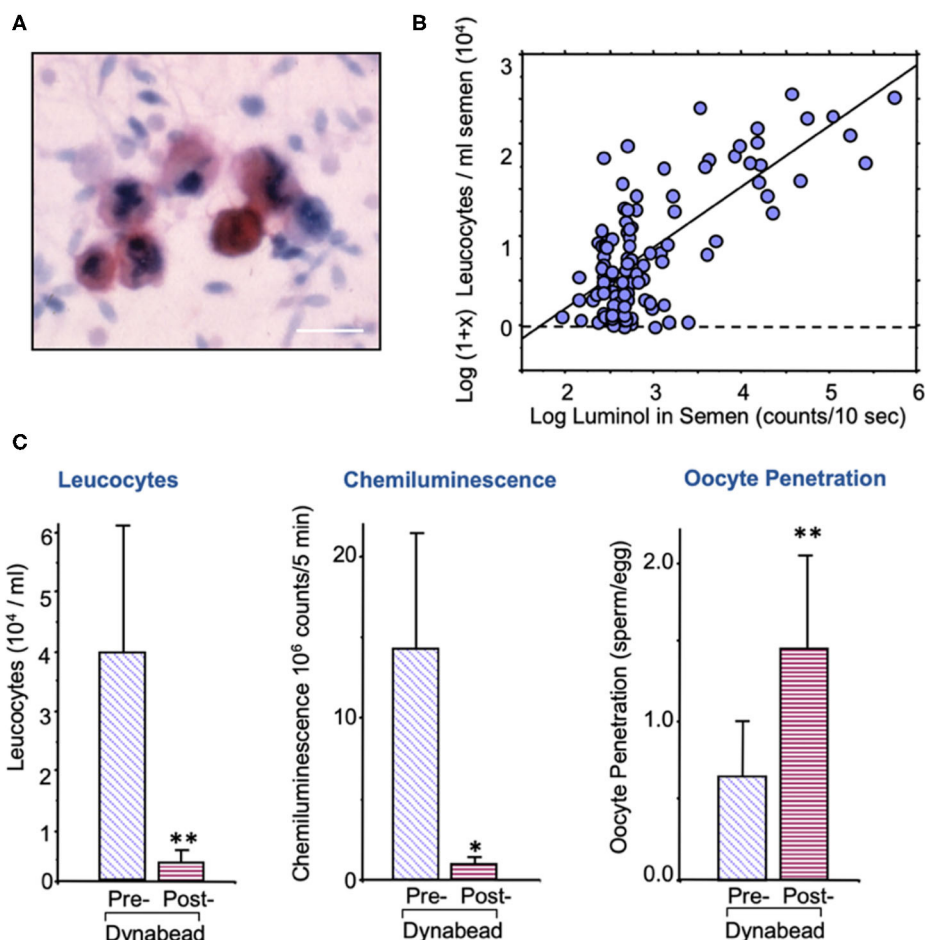 A
B
Log (1+x) Leucocytes / ml semen (10⁴)
3
2
1
0
2 3 4 5 6
Log Luminol in Semen (counts/10 sec)
C
Leucocytes
Leucocytes (10⁴ / ml)
6
5
4
3
2
1
0
**
Pre- Post-
Dynabead
Chemiluminescence
Chemiluminescence 10⁶ counts/5 min)
20
10
0
*
Pre- Post-
Dynabead
Oocyte Penetration
Oocyte Penetration (sperm/egg)
2.0
1.0
0.0
**
Pre- Post-
Dynabead